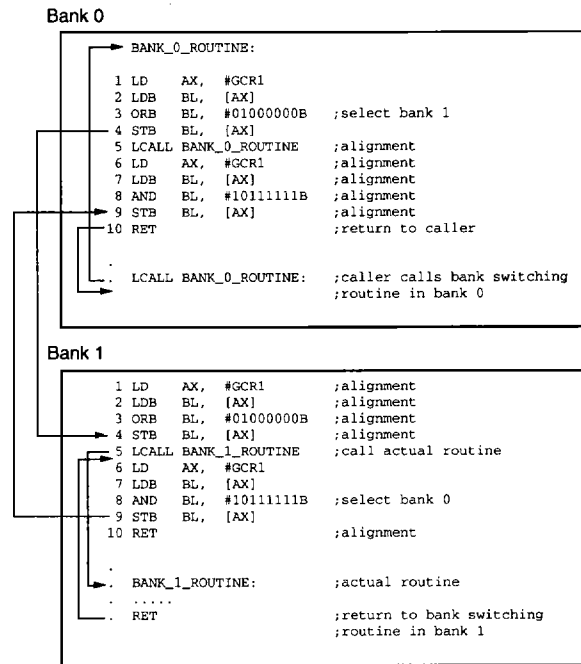 Bank 0
BANK_0_ROUTINE:
1 LD AX, #GCR1
2 LDB BL, [AX]
3 ORB BL, #01000000B ;select bank 1
4 STB BL, [AX]
5 LCALL BANK_0_ROUTINE ;alignment
6 LD AX, #GCR1 ;alignment
7 LDB BL, [AX] ;alignment
8 AND BL, #10111111B ;alignment
9 STB BL, [AX] ;alignment
10 RET ;return to caller
.
. LCALL BANK_0_ROUTINE: ;caller calls bank switching
;routine in bank 0
Bank 1
1 LD AX, #GCR1 ;alignment
2 LDB BL, [AX] ;alignment
3 ORB BL, #01000000B ;alignment
4 STB BL, [AX] ;alignment
5 LCALL BANK_1_ROUTINE ;call actual routine
6 LD AX, #GCR1
7 LDB BL, [AX]
8 AND BL, #10111111B ;select bank 0
9 STB BL, [AX]
10 RET ;alignment
.
. BANK_1_ROUTINE: ;actual routine
. .....
. RET ;return to bank switching
;routine in bank 1